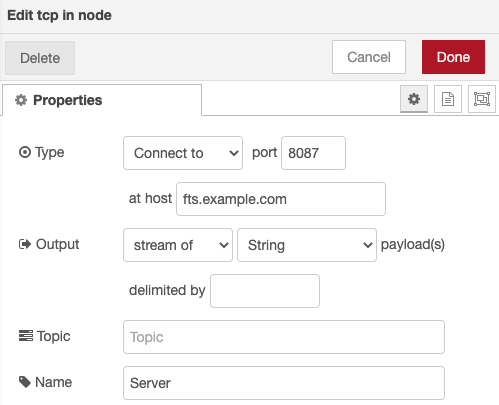 Edit tcp in node
Delete Cancel Done
Properties
Type Connect to port 8087
at host fts.example.com
Output stream of String payload(s)
delimited by
Topic Topic
Name Server